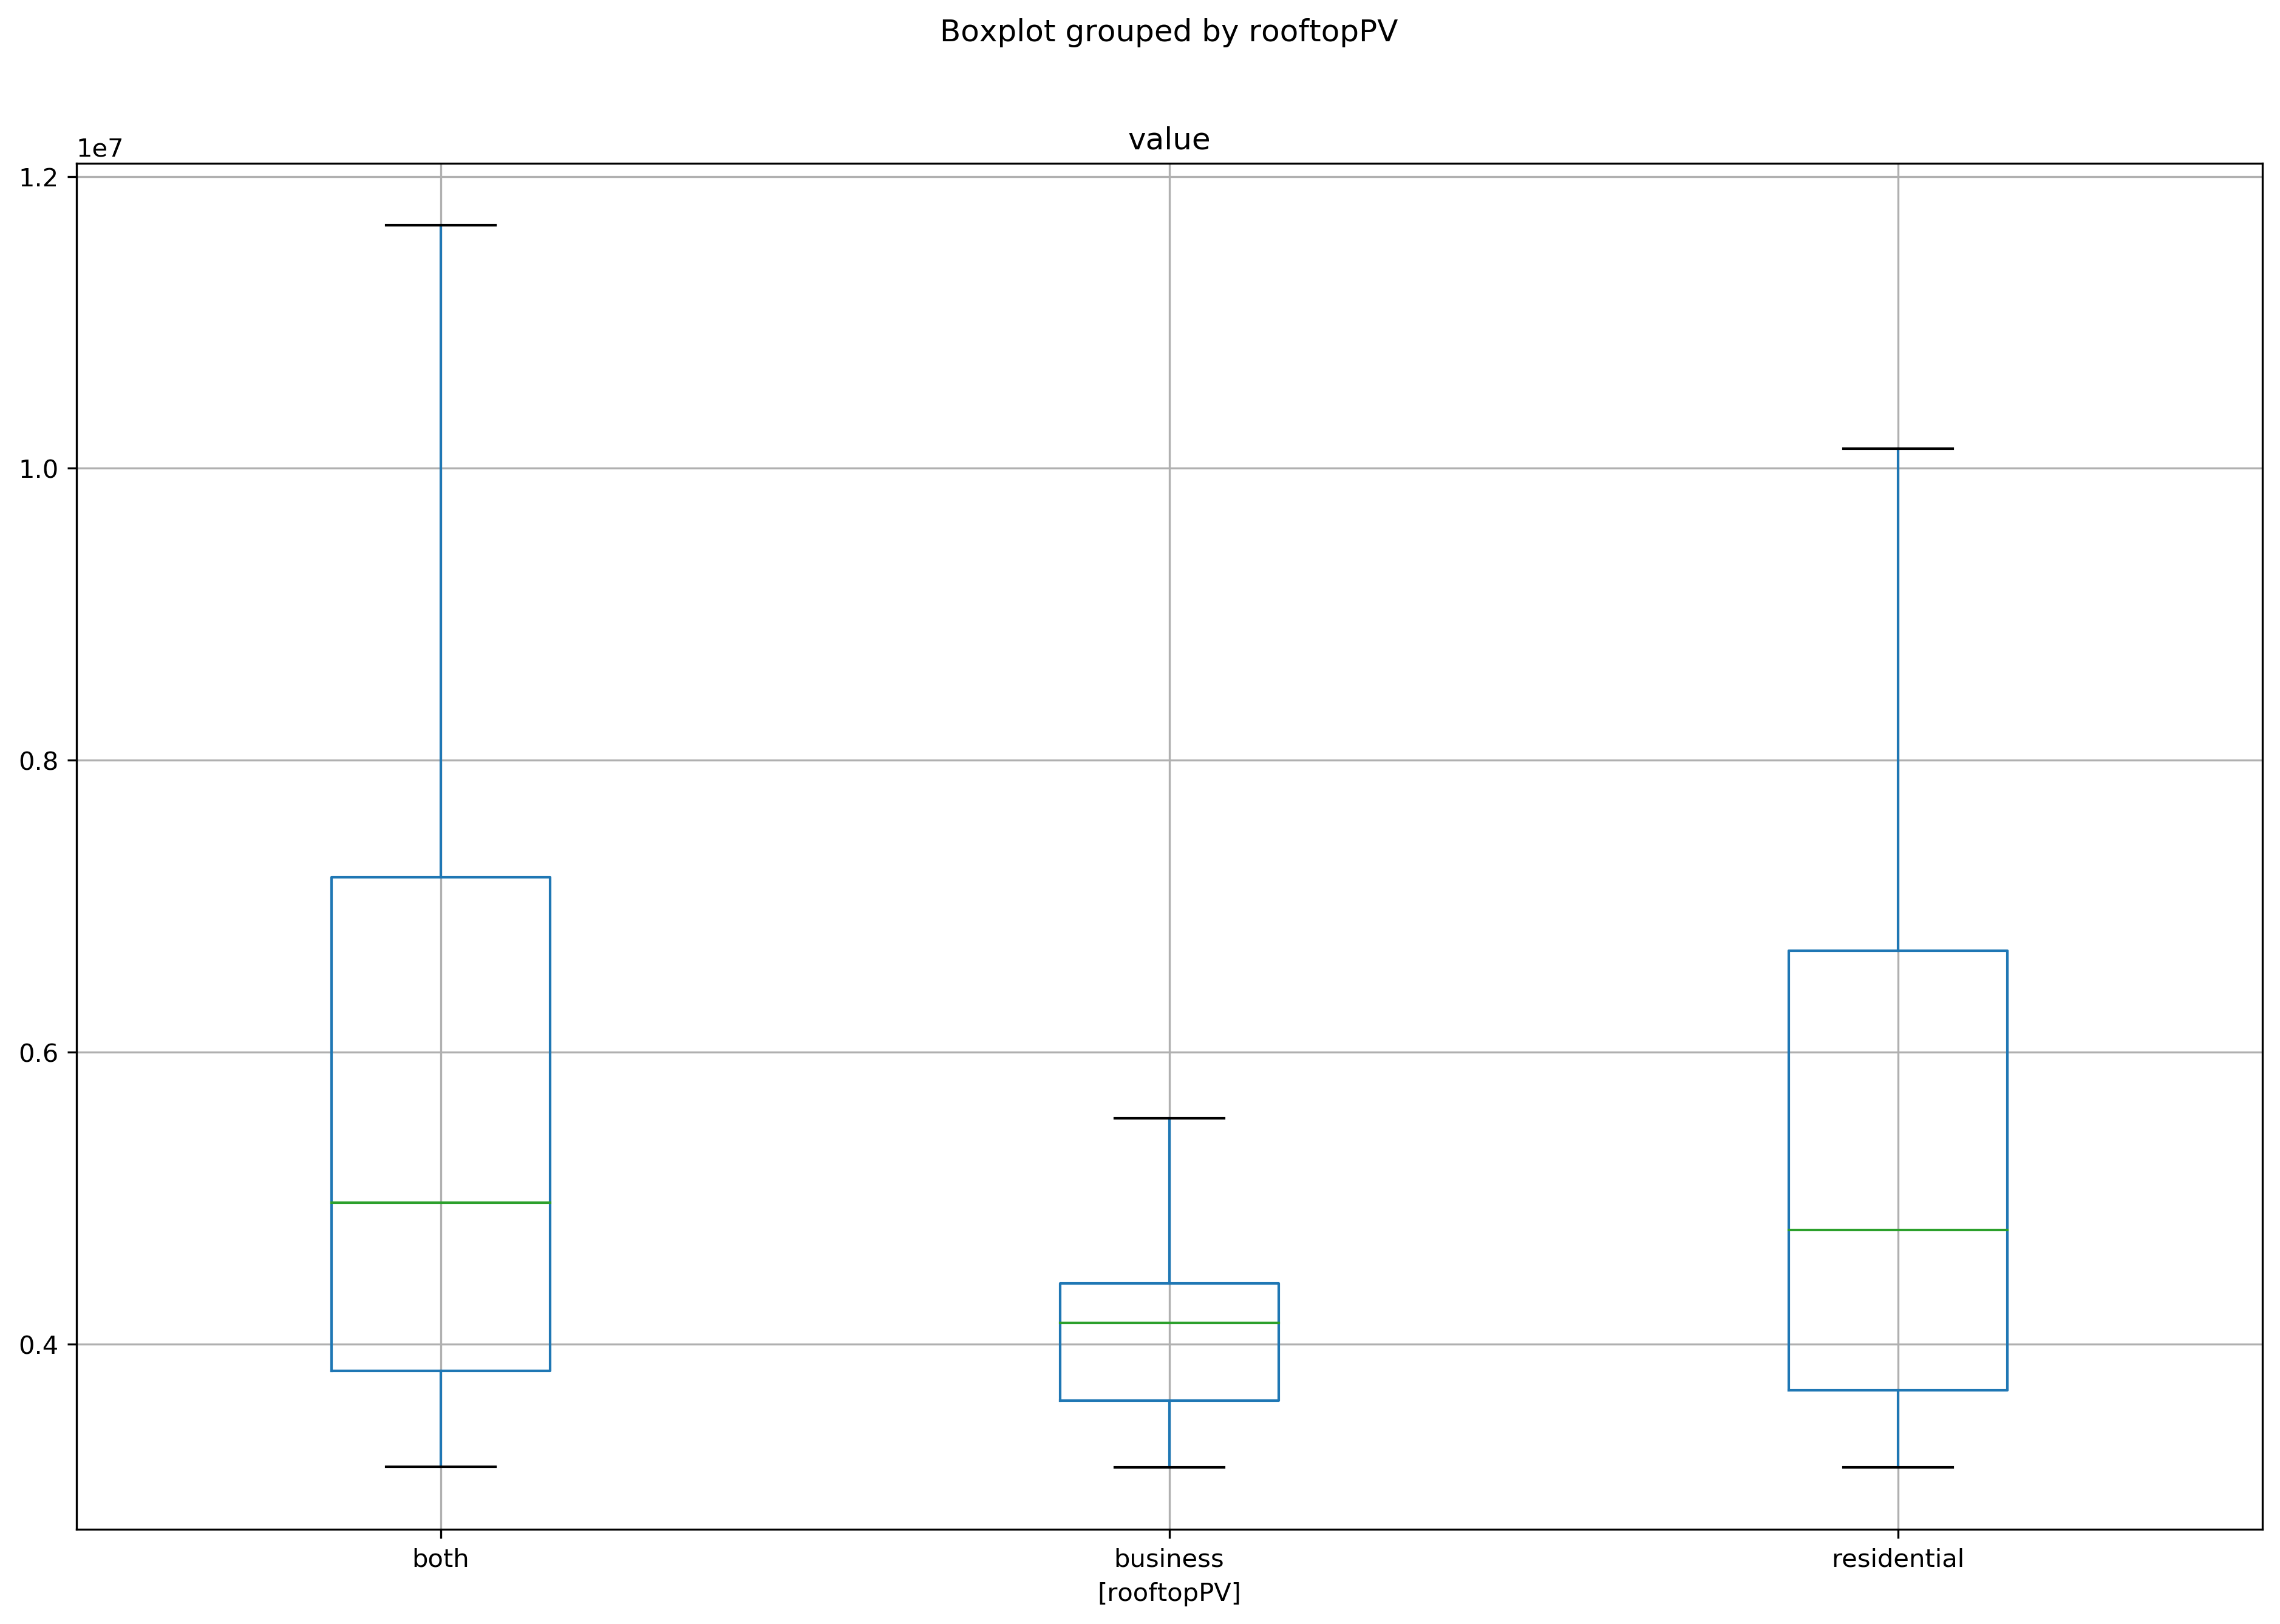 Boxplot grouped by rooftopPV
value
1e7
1.2
1.0
0.8
0.6
0.4
both business residential
[rooftopPV]